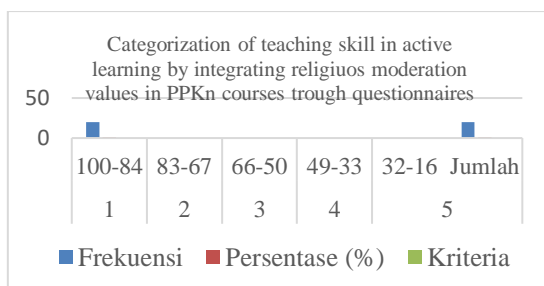 Categorization of teaching skill in active
learning by integrating religiuos moderation
values in PPKn courses trough questionnaires
50
0
100-84 83-67 66-50 49-33 32-16 Jumlah
1 2 3 4 5
Frekuensi Persentase (%) Kriteria